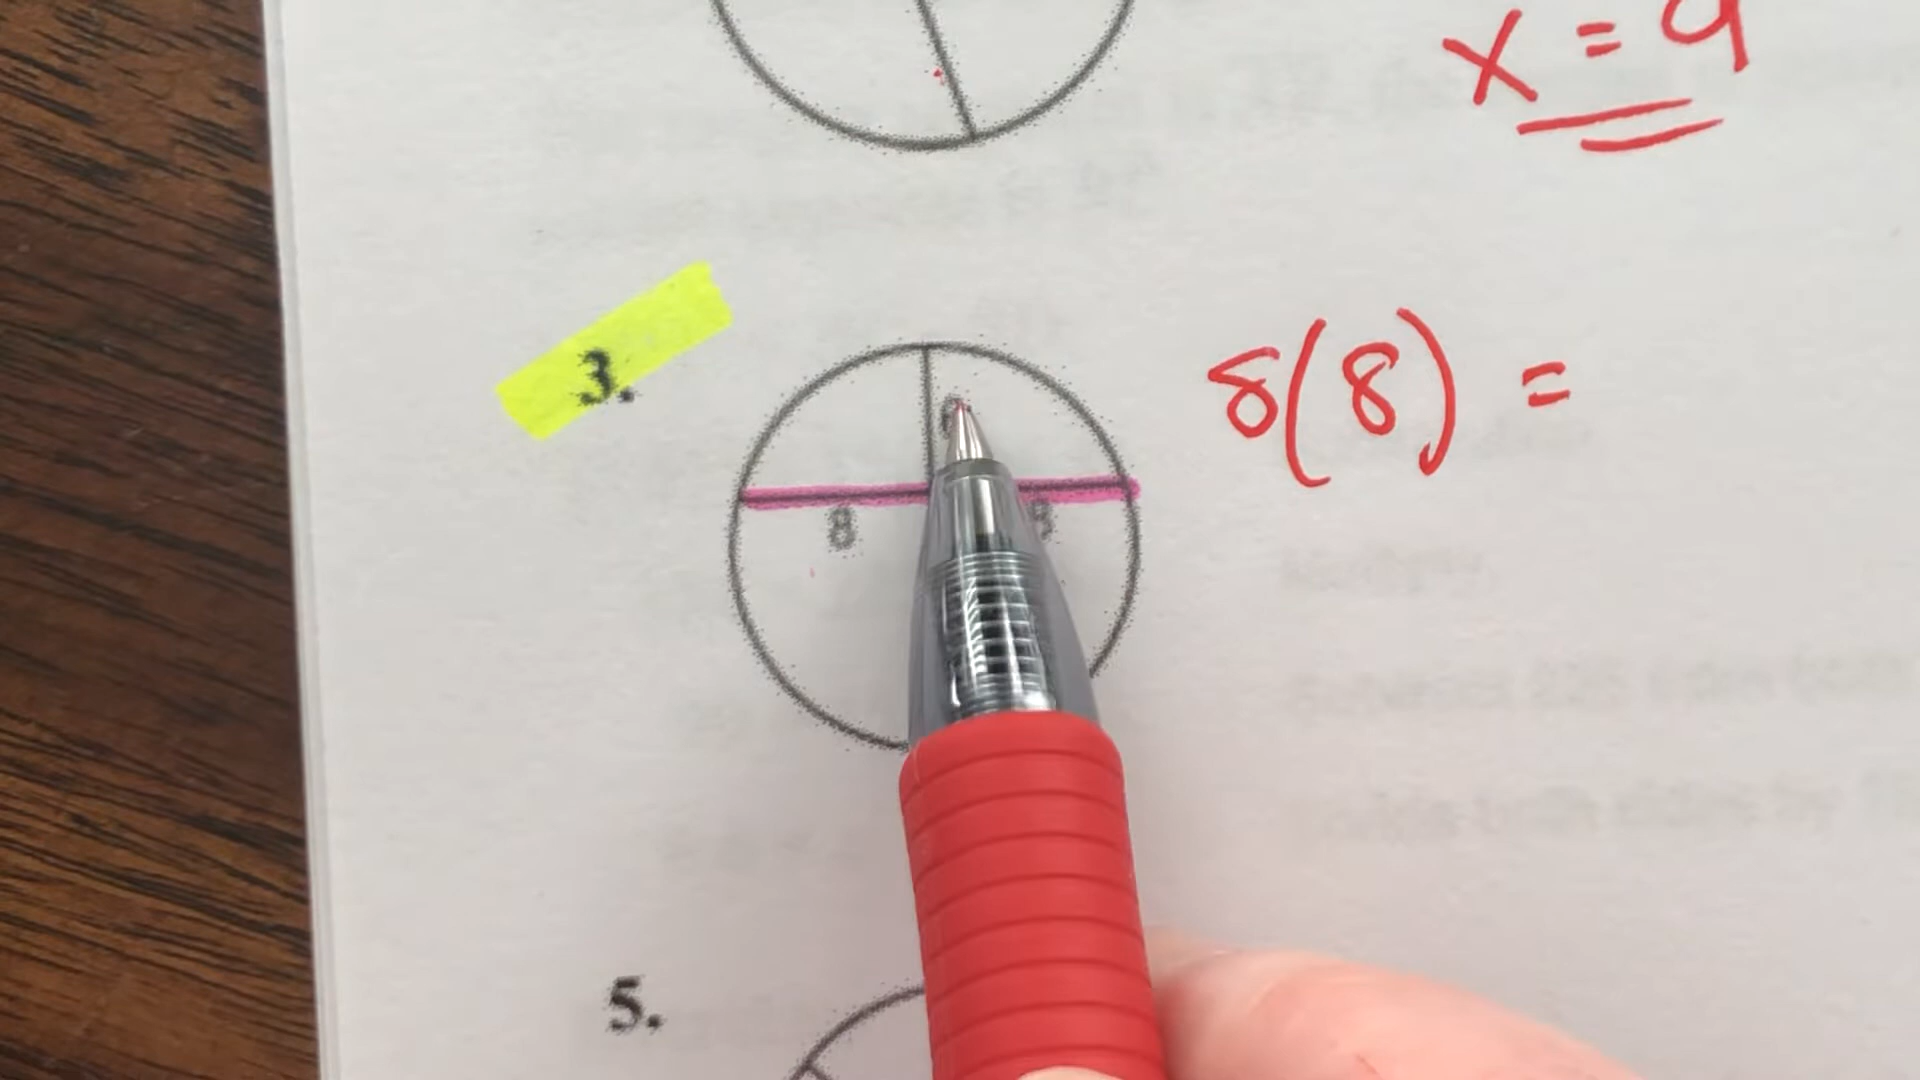 x = 9
3.
8(8) =
8 8
5.